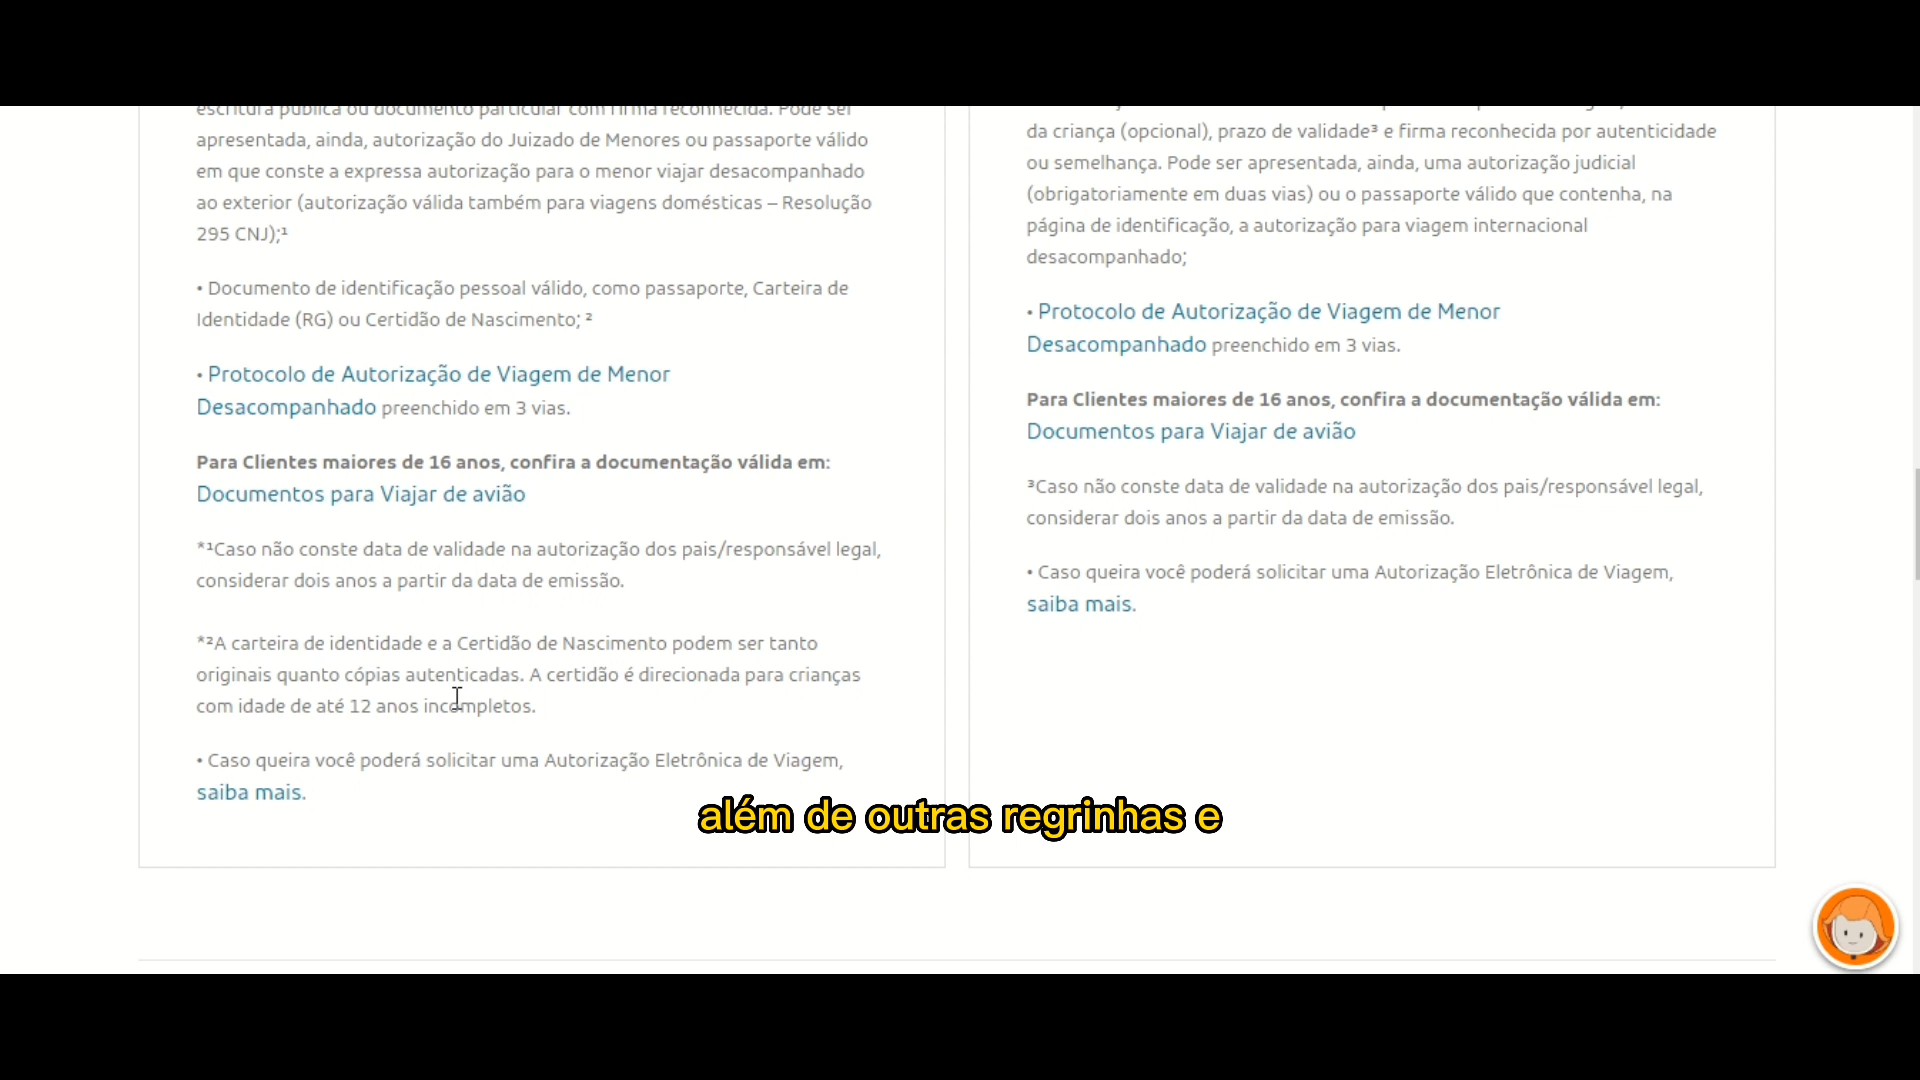 escritura pública ou documento particular com firma reconhecida. Pode ser
apresentada, ainda, autorização do Juizado de Menores ou passaporte válido
em que conste a expressa autorização para o menor viajar desacompanhado
ao exterior (autorização válida também para viagens domésticas – Resolução
295 CNJ);¹
• Documento de identificação pessoal válido, como passaporte, Carteira de
Identidade (RG) ou Certidão de Nascimento; ²
• Protocolo de Autorização de Viagem de Menor
Desacompanhado preenchido em 3 vias.
Para Clientes maiores de 16 anos, confira a documentação válida em:
Documentos para Viajar de avião
*¹Caso não conste data de validade na autorização dos pais/responsável legal,
considerar dois anos a partir da data de emissão.
*²A carteira de identidade e a Certidão de Nascimento podem ser tanto
originais quanto cópias autenticadas. A certidão é direcionada para crianças
com idade de até 12 anos incompletos.
• Caso queira você poderá solicitar uma Autorização Eletrônica de Viagem,
saiba mais.
da criança (opcional), prazo de validade³ e firma reconhecida por autenticidade
ou semelhança. Pode ser apresentada, ainda, uma autorização judicial
(obrigatoriamente em duas vias) ou o passaporte válido que contenha, na
página de identificação, a autorização para viagem internacional
desacompanhado;
• Protocolo de Autorização de Viagem de Menor
Desacompanhado preenchido em 3 vias.
Para Clientes maiores de 16 anos, confira a documentação válida em:
Documentos para Viajar de avião
³Caso não conste data de validade na autorização dos pais/responsável legal,
considerar dois anos a partir da data de emissão.
• Caso queira você poderá solicitar uma Autorização Eletrônica de Viagem,
saiba mais.
além de outras regrinhas e